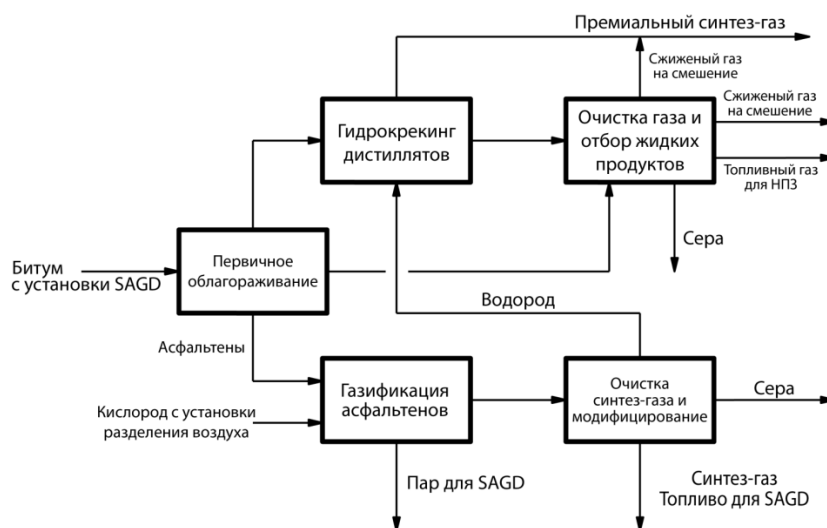 Премиальный синтез-газ
Сжиженый газ
на смешение
Сжиженый газ
на смешение
Гидрокрекинг
дистиллятов
Очистка газа и
отбор жидких
продуктов
Топливный газ
для НПЗ
Сера
Битум
с установки SAGD
Первичное
облагораживание
Водород
Асфальтены
Кислород с установки
разделения воздуха
Газификация
асфальтенов
Очистка
синтез-газа и
модифицирование
Сера
Пар для SAGD
Синтез-газ
Топливо для SAGD